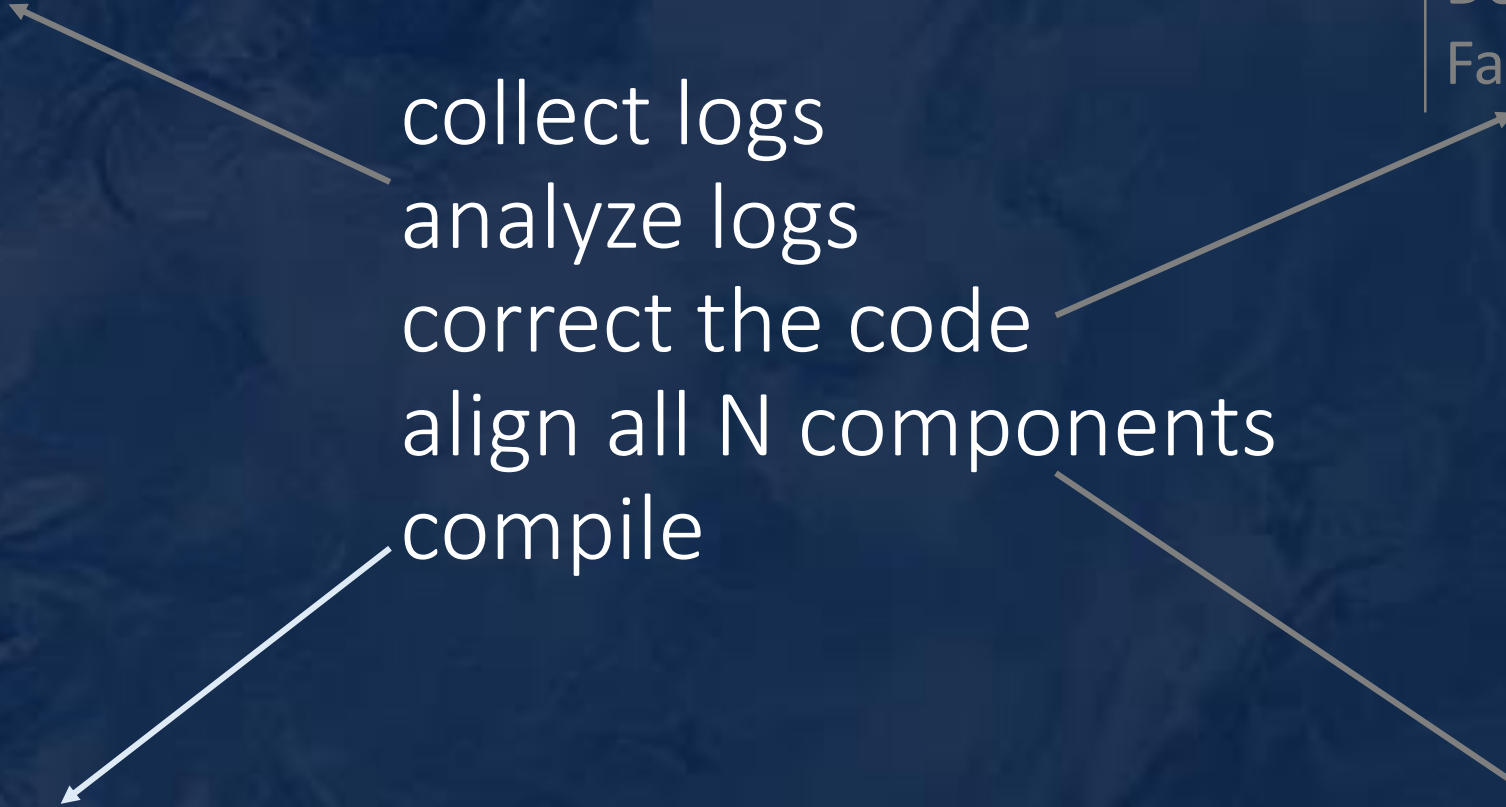 collect logs
analyze logs
correct the code
align all N components
compile